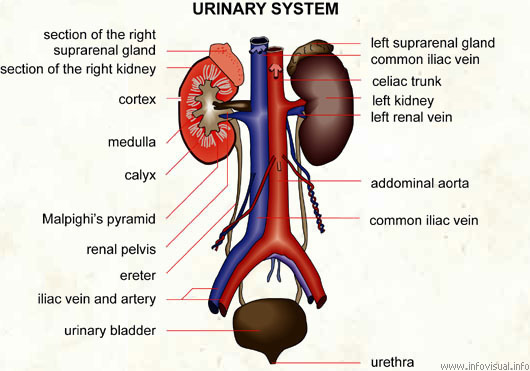 URINARY SYSTEM
section of the right
suprarenal gland
section of the right kidney
cortex
medulla
calyx
Malpighi's pyramid
renal pelvis
ereter
iliac vein and artery
urinary bladder
left suprarenal gland
common iliac vein
celiac trunk
left kidney
left renal vein
addominal aorta
common iliac vein
urethra
www.infovisual.info